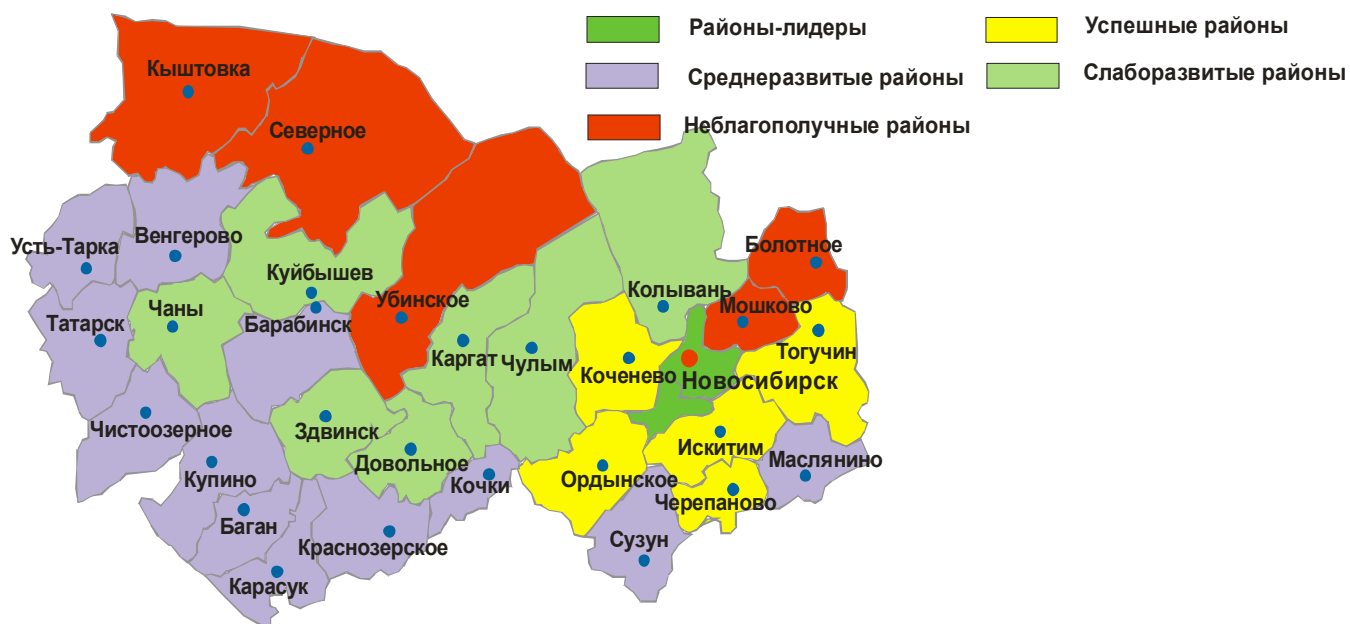 Районы-лидеры
Успешные районы
Среднеразвитые районы
Слаборазвитые районы
Неблагополучные районы
Кыштовка
Северное
Усть-Тарка
Венгерово
Болотное
Куйбышев
Колывань
Чаны
Убинское
Мошково
Татарск
Барабинск
Каргат
Чулым
Тогучин
Коченево
Новосибирск
Чистоозерное
Здвинск
Искитим
Довольное
Маслянино
Купино
Кочки
Ордынское
Черепаново
Баган
Краснозерское
Сузун
Карасук